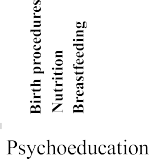 Birth procedures
Nutrition
Breastfeeding
Psychoeducation